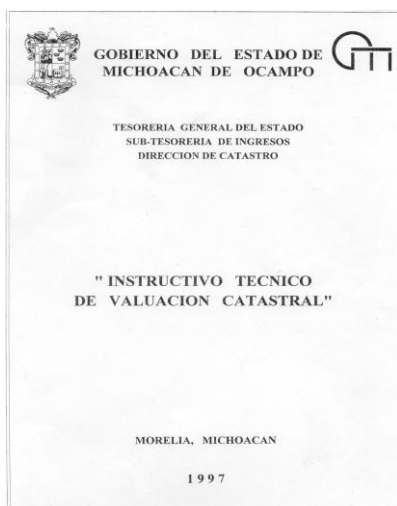 GOBIERNO DEL ESTADO DE
MICHOACAN DE OCAMPO
TESORERIA GENERAL DEL ESTADO
SUB-TESORERIA DE INGRESOS
DIRECCION DE CATASTRO
" INSTRUCTIVO TECNICO
DE VALUACION CATASTRAL"
MORELIA, MICHOACAN
1997